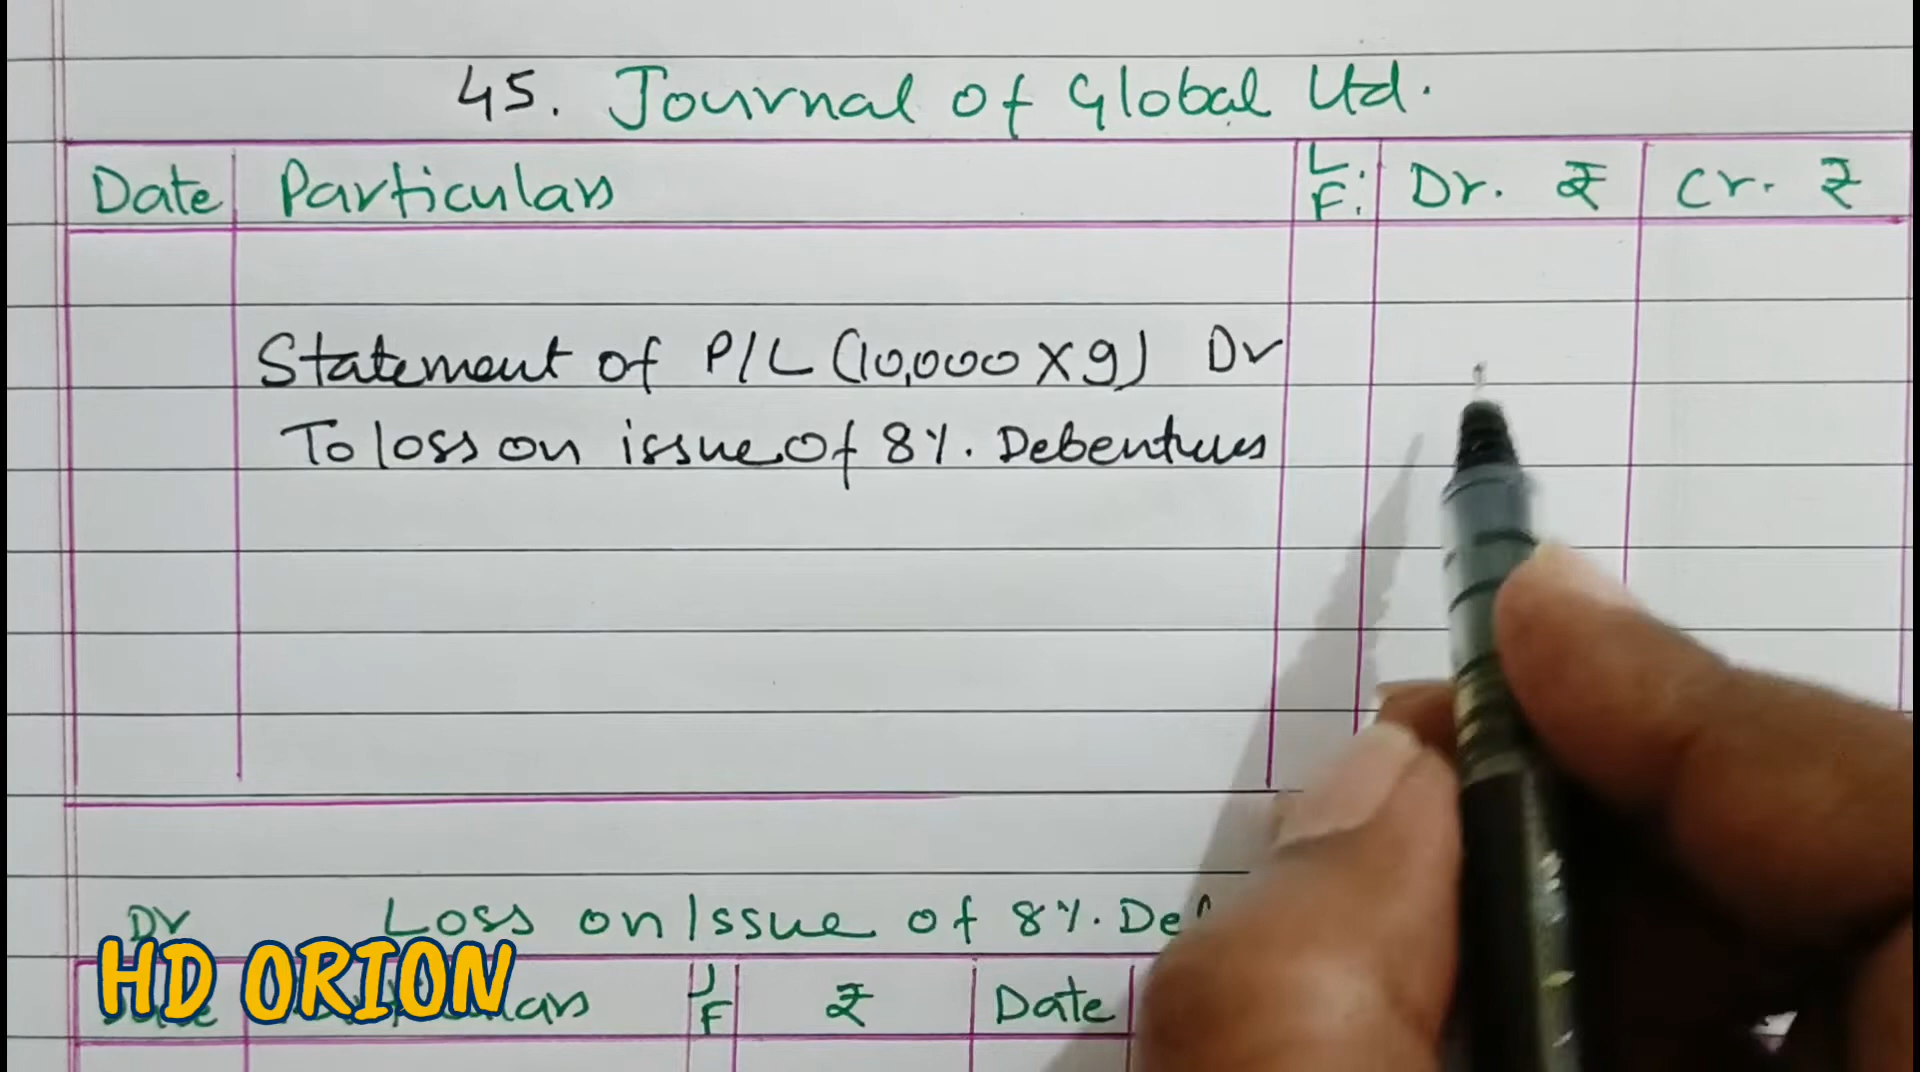 45. Journal of Global Ltd.
Date Particulars L.F. Dr. ₹ Cr. ₹
Statement of P/L (10,000 X 9) Dr
To loss on issue of 8%. Debentures
Dr Loss on Issue of 8%. De
HD ORION
J F ₹ Date